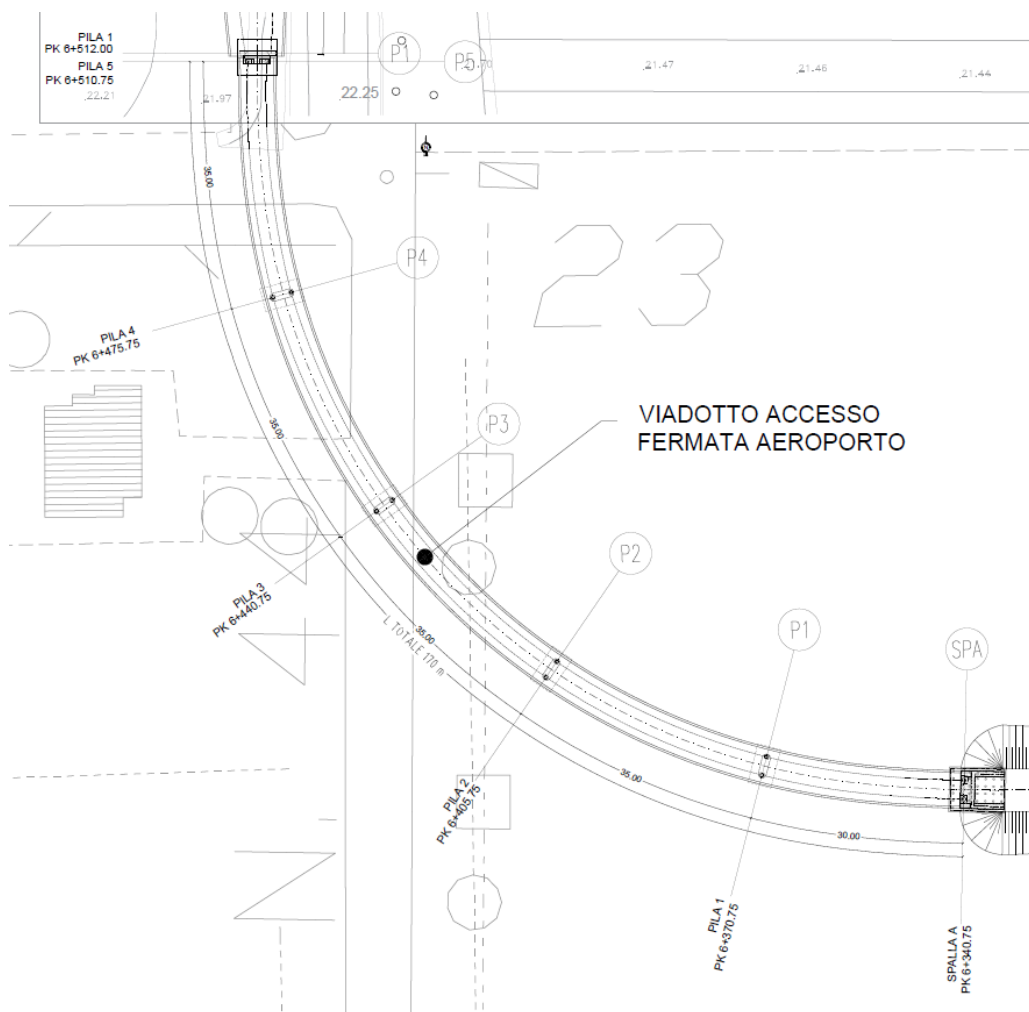 PILA 1
PK 6+512.00
PILA 5
PK 6+510.75
P1
P5
22.21
21.97
22.25
21.47
21.46
21.44
35.00
P4
23
PILA 4
PK 6+475.75
35.00
P3
VIADOTTO ACCESSO
FERMATA AEROPORTO
PILA 3
PK 6+440.75
P2
35.00
L TOTALE 170 m
P1
SPA
PILA 2
PK 6+405.75
35.00
30.00
PILA 1
PK 6+370.75
SPALLA A
PK 6+340.75